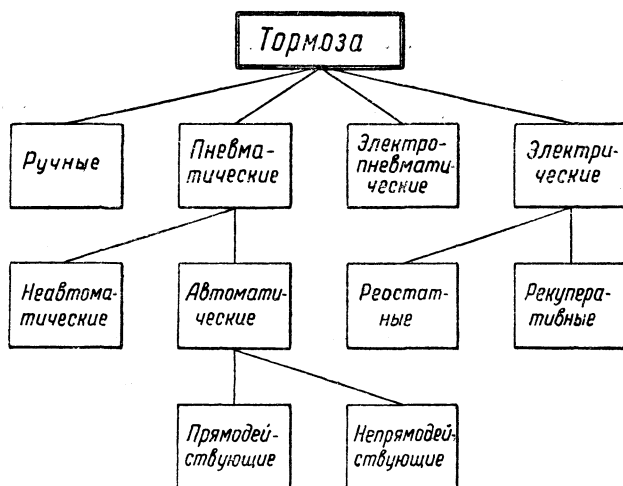 Тормоза
Ручные
Пневма-
тические
Электро-
пневмати-
ческие
Электри-
ческие
Неавтома-
тические
Автомати-
ческие
Реостат-
ные
Рекупера-
тивные
Прямодей-
ствующие
Непрямодей-
ствующие